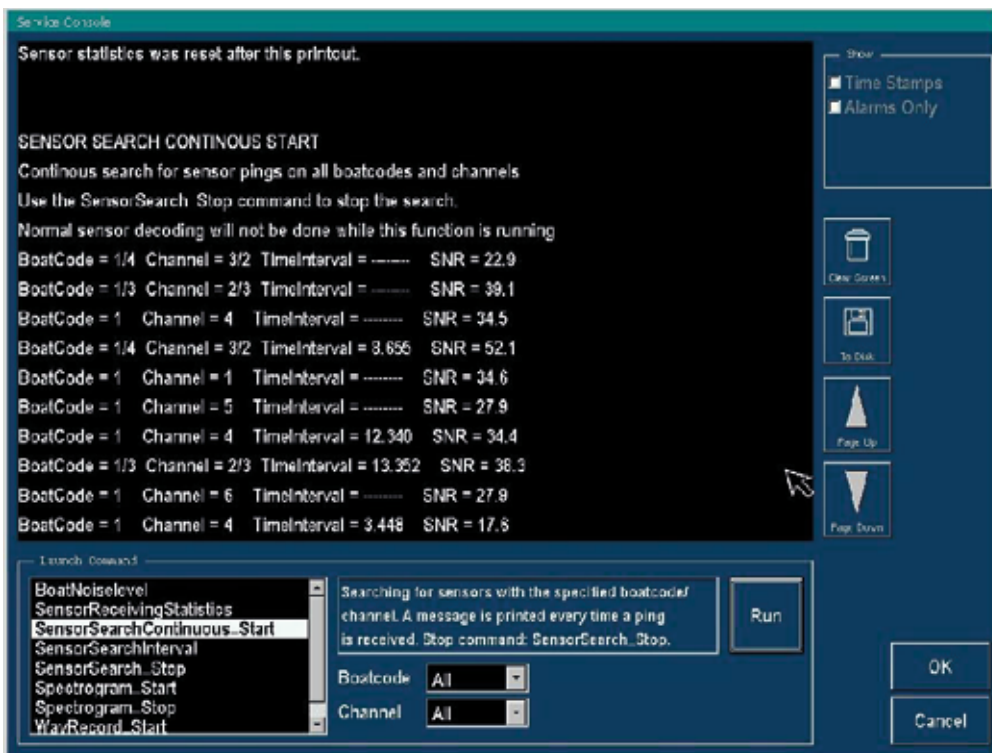 Service Console
Sensor statistics was reset after this printout.
SENSOR SEARCH CONTINOUS START
Continous search for sensor pings on all boatcodes and channels
Use the SensorSearch Stop command to stop the search.
Normal sensor decoding will not be done while this function is running
BoatCode = 1/4 Channel = 3/2 TimeInterval = -------- SNR = 22.9
BoatCode = 1/3 Channel = 2/3 TimeInterval = -------- SNR = 39.1
BoatCode = 1 Channel = 4 TimeInterval = -------- SNR = 34.5
BoatCode = 1/4 Channel = 3/2 TimeInterval = 8.655 SNR = 52.1
BoatCode = 1 Channel = 1 TimeInterval = -------- SNR = 34.6
BoatCode = 1 Channel = 5 TimeInterval = -------- SNR = 27.9
BoatCode = 1 Channel = 4 TimeInterval = 12.340 SNR = 34.4
BoatCode = 1/3 Channel = 2/3 TimeInterval = 13.352 SNR = 38.3
BoatCode = 1 Channel = 6 TimeInterval = -------- SNR = 27.9
BoatCode = 1 Channel = 4 TimeInterval = 3.448 SNR = 17.6
Show
Time Stamps
Alarms Only
Clear Screen
To Disk
Page Up
Page Down
Launch Command
BoatNoiselevel
SensorReceivingStatistics
SensorSearchContinuous_Start
SensorSearchInterval
SensorSearch_Stop
Spectrogram_Start
Spectrogram_Stop
WavRecord_Start
Searching for sensors with the specified boatcode/
channel. A message is printed every time a ping
is received. Stop command: SensorSearch_Stop.
Boatcode All
Channel All
Run
OK
Cancel